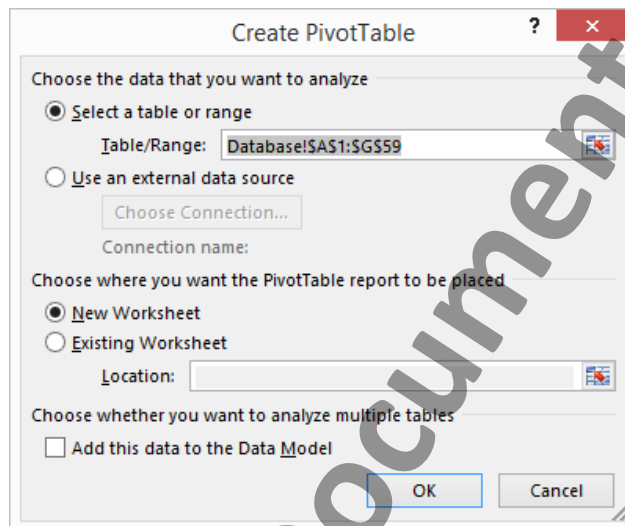 Create PivotTable
?
Choose the data that you want to analyze
Select a table or range
Table/Range: Database!$A$1:$G$59
Use an external data source
Choose Connection...
Connection name:
Choose where you want the PivotTable report to be placed
New Worksheet
Existing Worksheet
Location:
Choose whether you want to analyze multiple tables
Add this data to the Data Model
OK Cancel
ocument